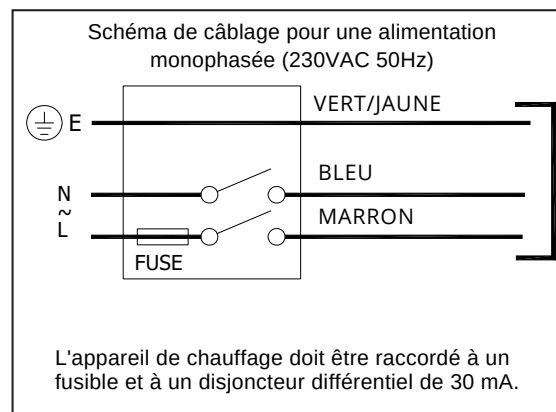 Schéma de câblage pour une alimentation
monophasée (230VAC 50Hz)
VERT/JAUNE
E
BLEU
N
~
MARRON
L
FUSE
L'appareil de chauffage doit être raccordé à un
fusible et à un disjoncteur différentiel de 30 mA.